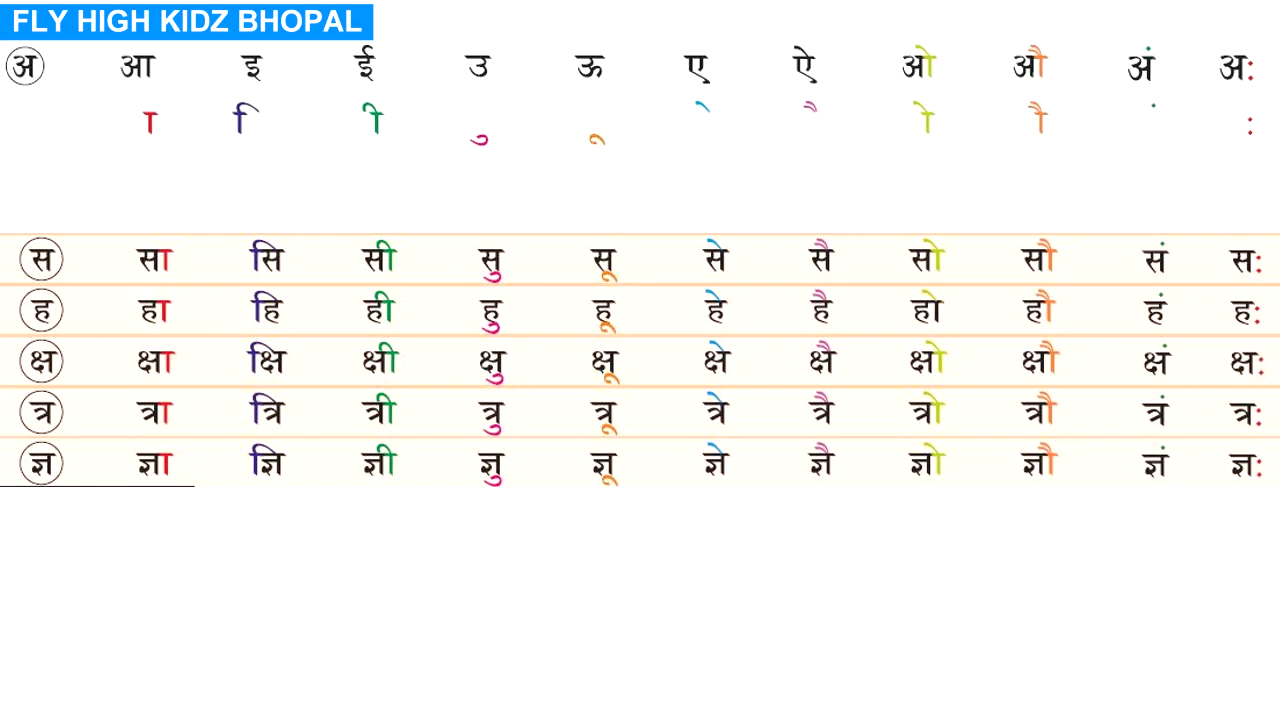 FLY HIGH KIDZ BHOPAL
अ आ इ ई उ ऊ ए ऐ ओ औ अं अः
ा ि ी ु ू े ै ो ौ ं ः
स सा सि सी सु सू से सै सो सौ सं सः
ह हा हि ही हु हू हे है हो हौ हं हः
क्ष क्षा क्षि क्षी क्षु क्षू क्षे क्षै क्षो क्षौ क्षं क्षः
त्र त्रा त्रि त्री त्रु त्रू त्रे त्रै त्रो त्रौ त्रं त्रः
ज्ञ ज्ञा ज्ञि ज्ञी ज्ञु ज्ञू ज्ञे ज्ञै ज्ञो ज्ञौ ज्ञं ज्ञः